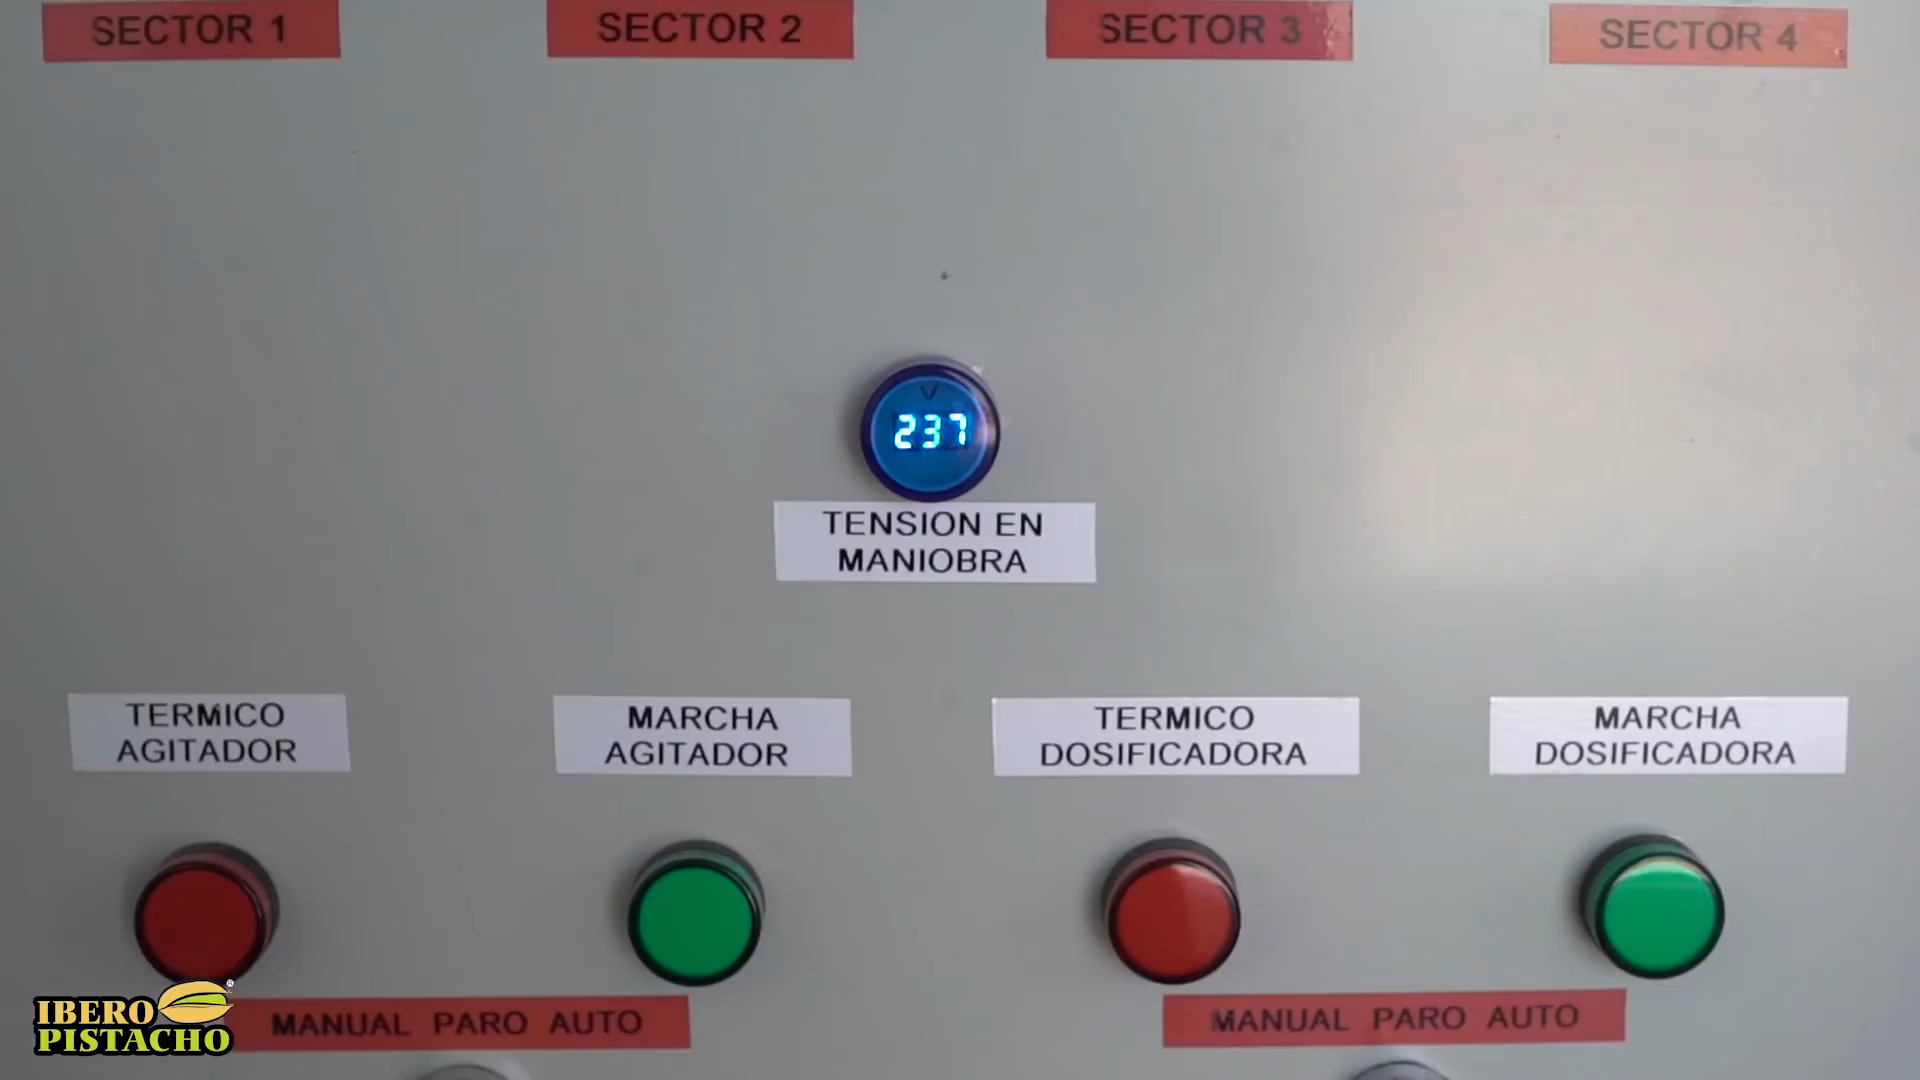 SECTOR 1
SECTOR 2
SECTOR 3
SECTOR 4
V
237
TENSION EN
MANIOBRA
TERMICO
AGITADOR
MARCHA
AGITADOR
TERMICO
DOSIFICADORA
MARCHA
DOSIFICADORA
MANUAL PARO AUTO
MANUAL PARO AUTO
IBERO
PISTACHO
®